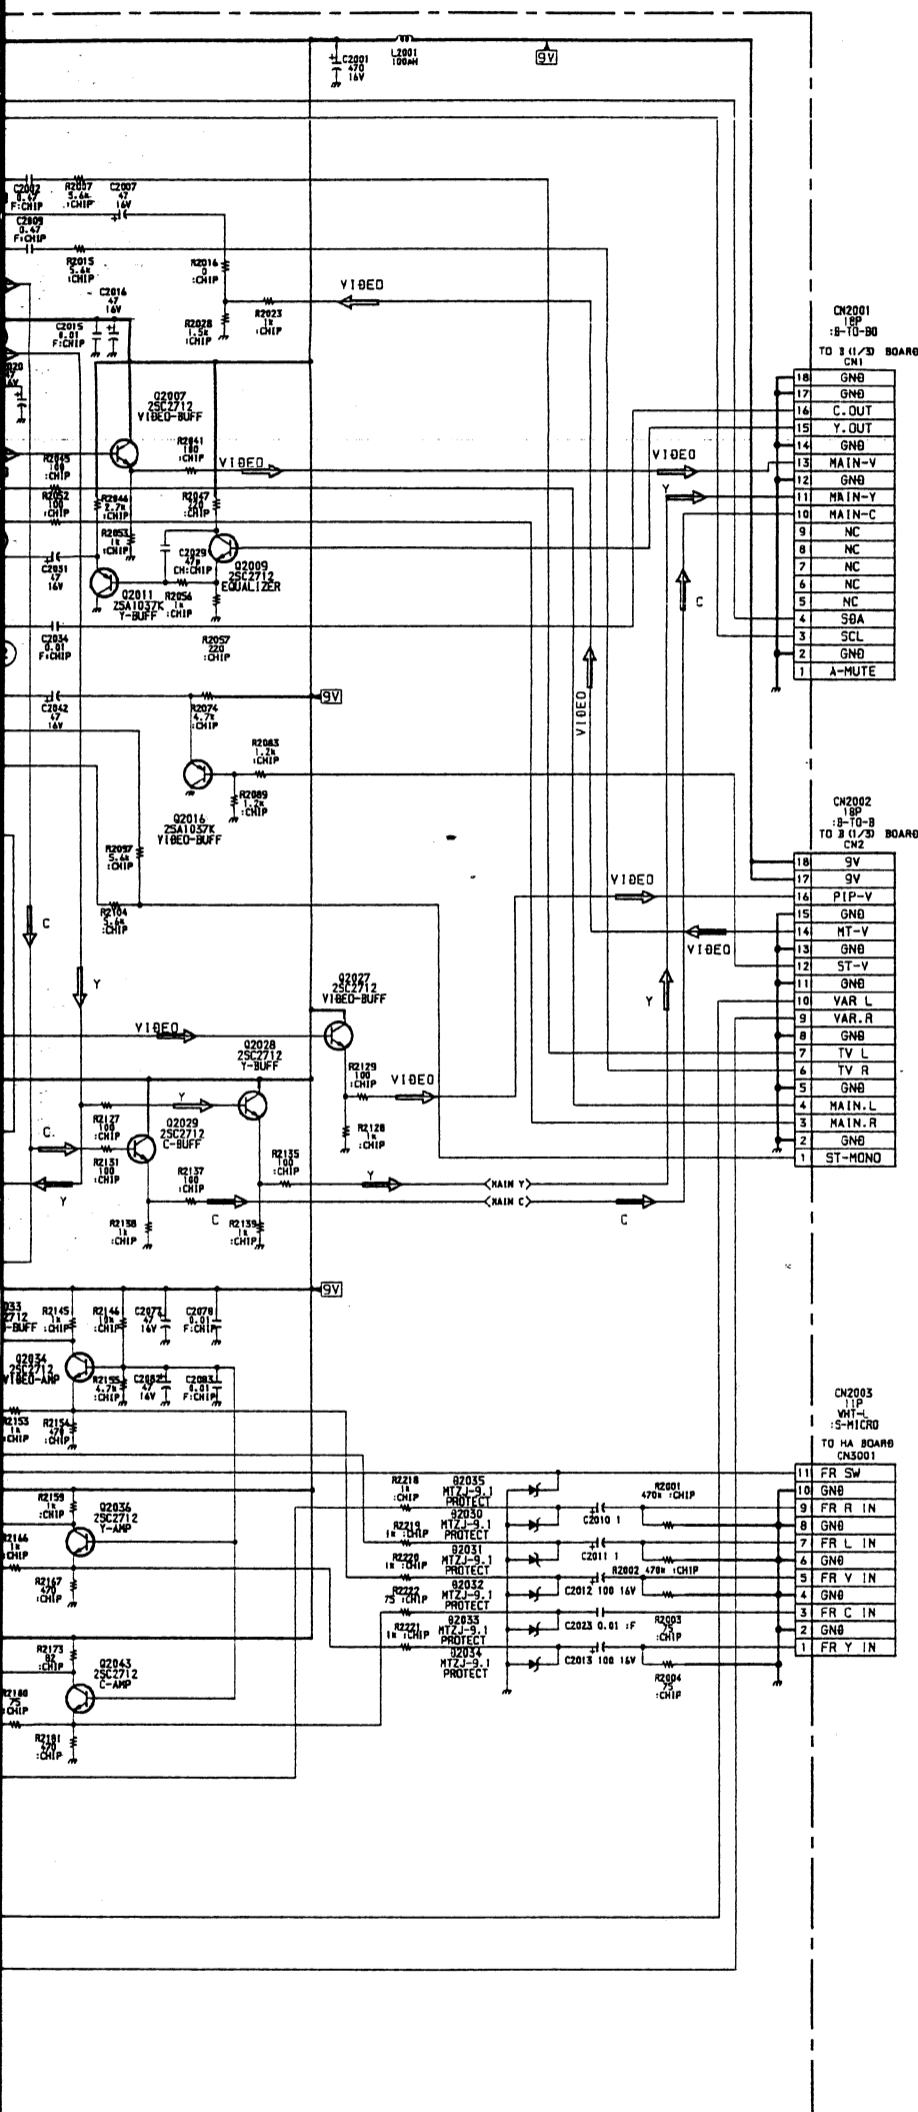 C2001
470
16V
L2001
100µH
9V
C2002
0.47
F:CHIP
R2007
5.6k
:CHIP
C2007
47
16V
C2009
0.47
F:CHIP
R2015
5.6k
:CHIP
R2016
0
:CHIP
VIDEO
C2016
47
16V
C2015
0.01
F:CHIP
R2028
1.5k
:CHIP
R2023
1k
:CHIP
CN2001
18P
:B-TO-BO
TO B (1/3) BOARD
CN1
18 GND
17 GND
16 C.OUT
15 Y.OUT
14 GND
13 MAIN-V
12 GND
11 MAIN-Y
10 MAIN-C
9 NC
8 NC
7 NC
6 NC
5 NC
4 SDA
3 SCL
2 GND
1 A-MUTE
Q2007
2SC2712
VIDEO-BUFF
R2041
100
:CHIP
VIDEO
VIDEO
Y
R2045
100
:CHIP
R2052
100
:CHIP
R2046
2.7k
:CHIP
R2047
220
:CHIP
R2053
1k
:CHIP
C2029
47P
CH:CHIP
Q2009
2SC2712
EQUALIZER
C2031
47
16V
Q2011
2SA1037K
Y-BUFF
R2056
1k
:CHIP
C
C2034
0.01
F:CHIP
R2057
220
:CHIP
C2042
47
16V
R2074
4.7k
:CHIP
9V
VIDEO
R2083
1.2k
:CHIP
R2089
1.2k
:CHIP
Q2016
2SA1037K
VIDEO-BUFF
CN2002
18P
:B-TO-B
TO B (1/3) BOARD
CN2
18 9V
17 9V
16 PIP-V
15 GND
14 MT-V
13 GND
12 ST-V
11 GND
10 VAR L
9 VAR.R
8 GND
7 TV L
6 TV R
5 GND
4 MAIN.L
3 MAIN.R
2 GND
1 ST-MONO
R2097
5.6k
:CHIP
VIDEO
R2104
5.6k
:CHIP
C
VIDEO
Y
Q2027
2SC2712
VIDEO-BUFF
Y
VIDEO
Q2028
2SC2712
Y-BUFF
R2129
100
:CHIP
VIDEO
Y
R2127
100
:CHIP
Q2029
2SC2712
C-BUFF
R2128
1k
:CHIP
C.
R2131
100
:CHIP
R2137
100
:CHIP
R2135
100
:CHIP
Y
Y
(MAIN Y)
(MAIN C)
C
C
R2138
1k
:CHIP
R2139
1k
:CHIP
9V
R2145
1k
:CHIP
R2146
10k
:CHIP
C2077
47
16V
C2078
0.01
F:CHIP
Q2034
2SC2712
VIDEO-AMP
R2155
4.7k
:CHIP
C2082
47
16V
C2083
0.01
F:CHIP
R2153
1k
:CHIP
R2154
470
:CHIP
CN2003
11P
WHT-L
:S-MICRO
TO HA BOARD
CN3001
11 FR SW
10 GND
9 FR R IN
8 GND
7 FR L IN
6 GND
5 FR V IN
4 GND
3 FR C IN
2 GND
1 FR Y IN
R2159
1k
:CHIP
Q2036
2SC2712
Y-AMP
R2166
1k
:CHIP
R2167
470
:CHIP
R2218
1k
:CHIP
D2035
MTZJ-9.1
PROTECT
R2001
470k :CHIP
R2219
1k :CHIP
D2030
MTZJ-9.1
PROTECT
C2010 1
R2220
1k :CHIP
D2031
MTZJ-9.1
PROTECT
C2011 1
R2002 470k :CHIP
R2222
75 :CHIP
D2032
MTZJ-9.1
PROTECT
C2012 100 16V
R2221
1k :CHIP
D2033
MTZJ-9.1
PROTECT
C2023 0.01 :F
R2003
75
:CHIP
D2034
MTZJ-9.1
PROTECT
C2013 100 16V
R2004
75
:CHIP
R2173
82
:CHIP
Q2043
2SC2712
C-AMP
R2180
75
:CHIP
R2181
470
:CHIP